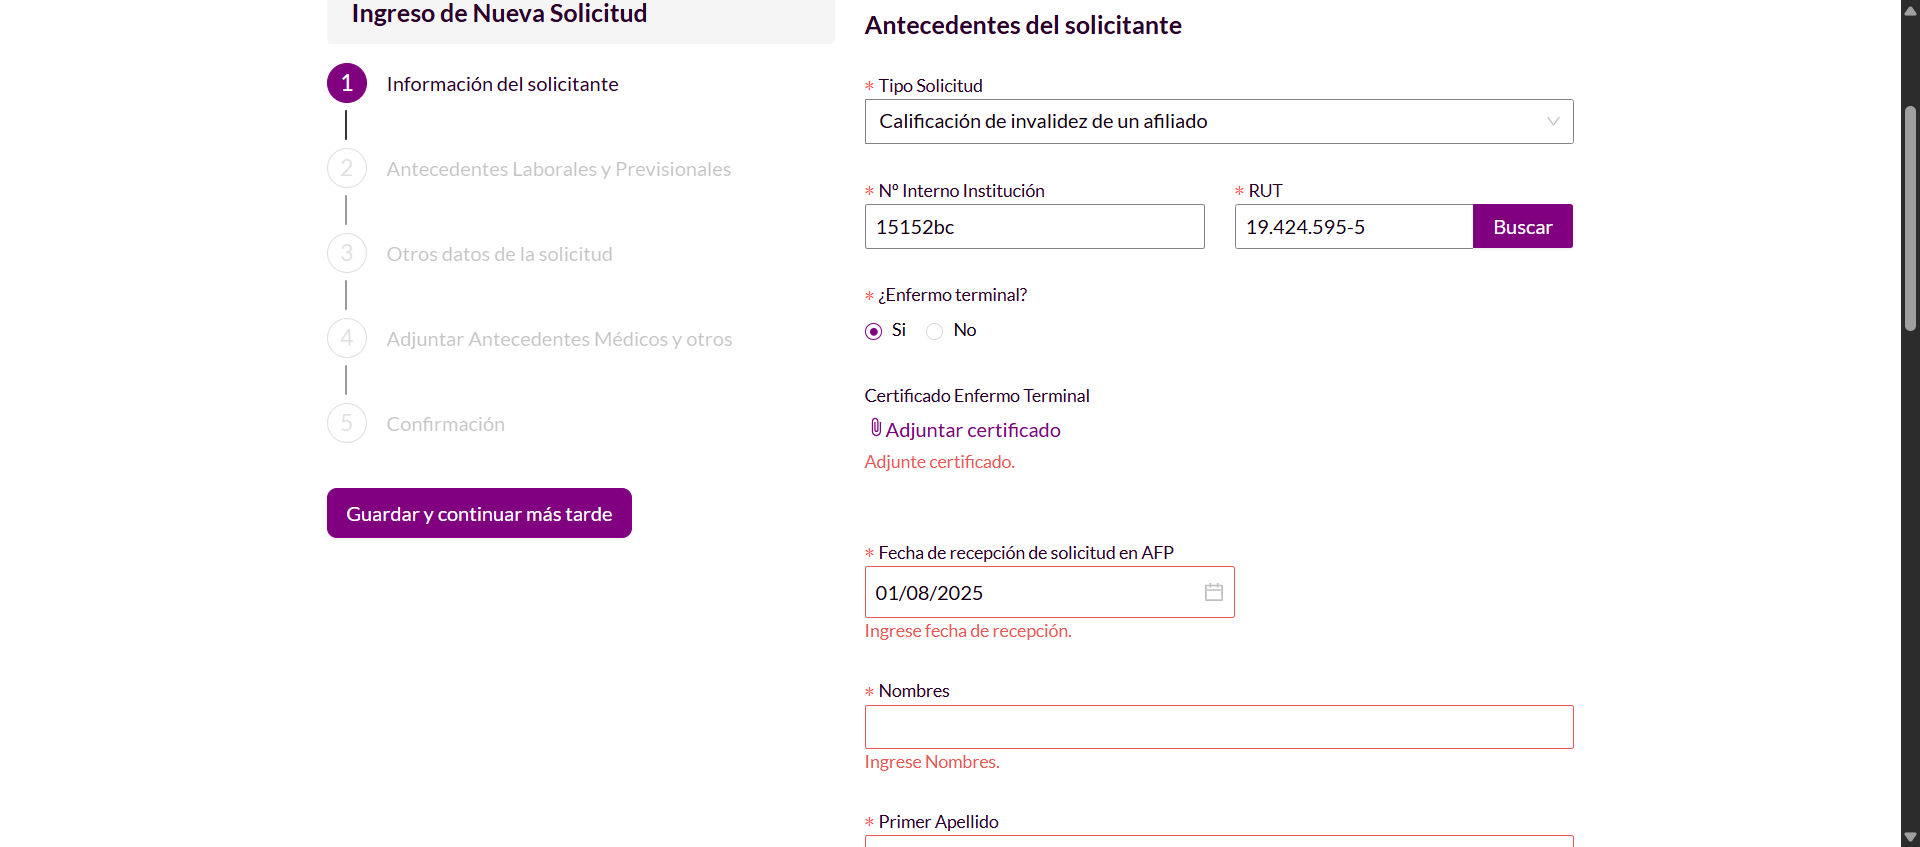 Ingreso de Nueva Solicitud
1 Información del solicitante
2 Antecedentes Laborales y Previsionales
3 Otros datos de la solicitud
4 Adjuntar Antecedentes Médicos y otros
5 Confirmación
Guardar y continuar más tarde
Antecedentes del solicitante
* Tipo Solicitud
Calificación de invalidez de un afiliado
* Nº Interno Institución
15152bc
* RUT
19.424.595-5 Buscar
* ¿Enfermo terminal?
Si No
Certificado Enfermo Terminal
Adjuntar certificado
Adjunte certificado.
* Fecha de recepción de solicitud en AFP
01/08/2025
Ingrese fecha de recepción.
* Nombres
Ingrese Nombres.
* Primer Apellido